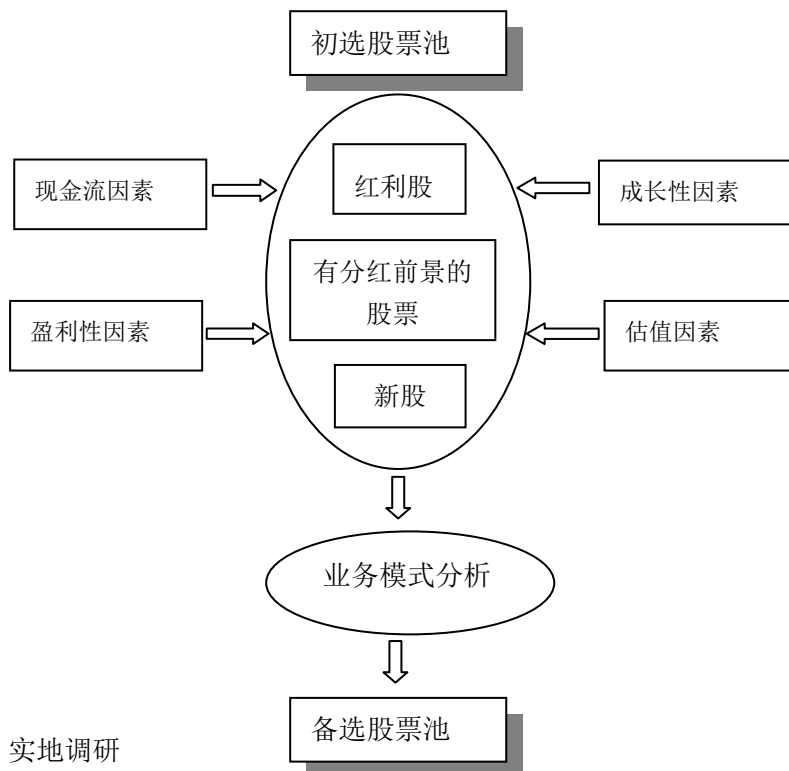 初选股票池
红利股
现金流因素
成长性因素
有分红前景的
股票
盈利性因素
估值因素
新股
业务模式分析
备选股票池
实地调研